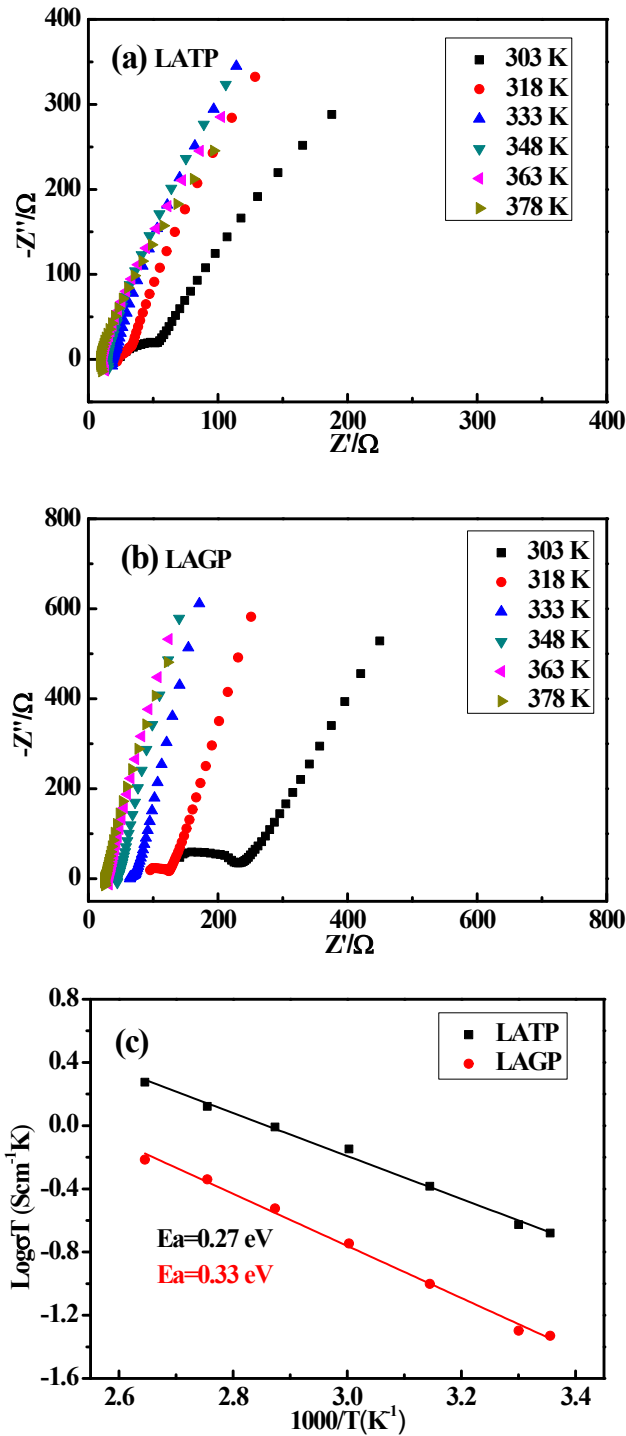 (a) LATP
303 K
318 K
333 K
348 K
363 K
378 K
-400
-300
-200
-100
0
100
-Z''/Ω
0
100
200
300
400
Z'/Ω
(b) LAGP
303 K
318 K
333 K
348 K
363 K
378 K
800
600
400
200
0
-Z''/Ω
0
200
400
600
800
Z'/Ω
(c)
LATP
LAGP
0.8
0.4
0.0
-0.4
-0.8
-1.2
-1.6
LogσT (Scm⁻¹K)
Ea=0.27 eV
Ea=0.33 eV
2.6
2.8
3.0
3.2
3.4
1000/T(K⁻¹)